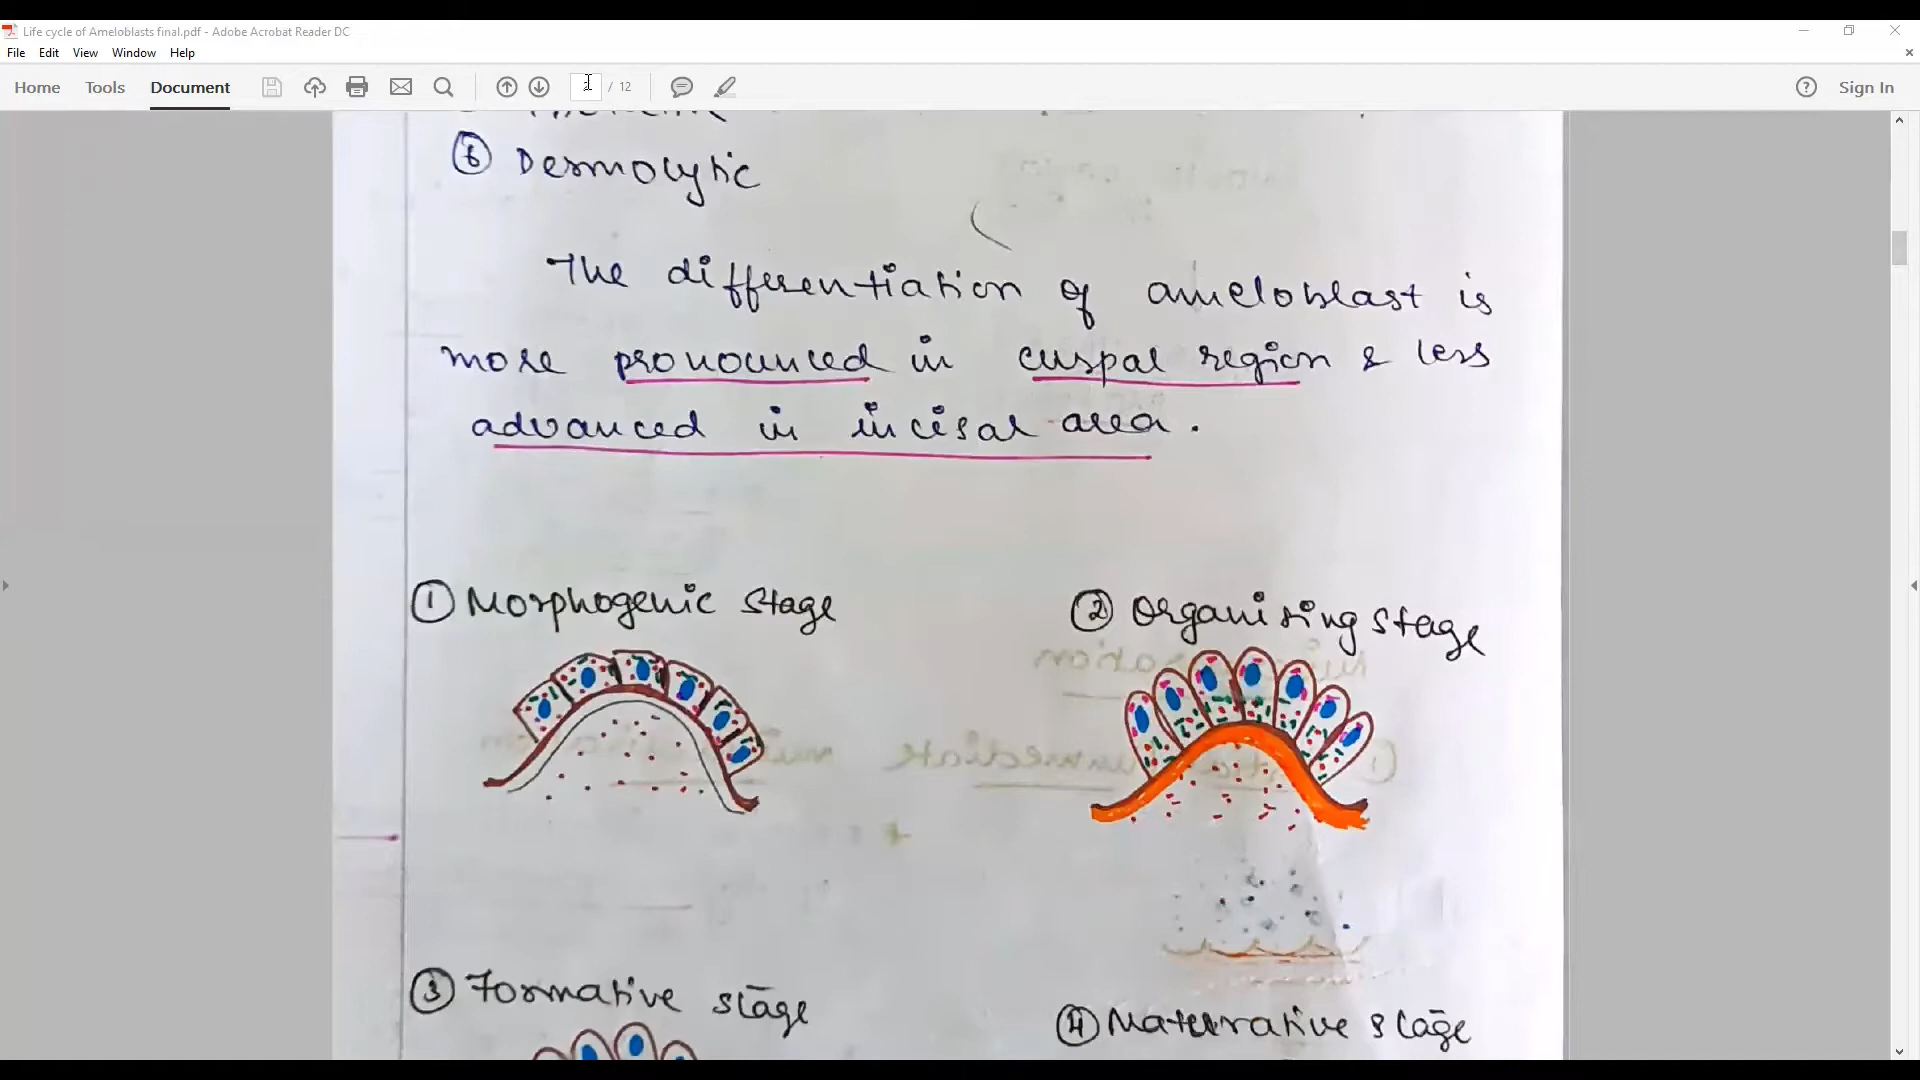 Life cycle of Ameloblasts final.pdf - Adobe Acrobat Reader DC
File Edit View Window Help
Home Tools Document / 12 Sign In
⑥ Desmolytic
The differentiation of ameloblast is
more pronounced in cuspal region & less
advanced in incisal area.
① Morphogenic stage
② Organising stage
③ Formative stage
④ Maturative stage